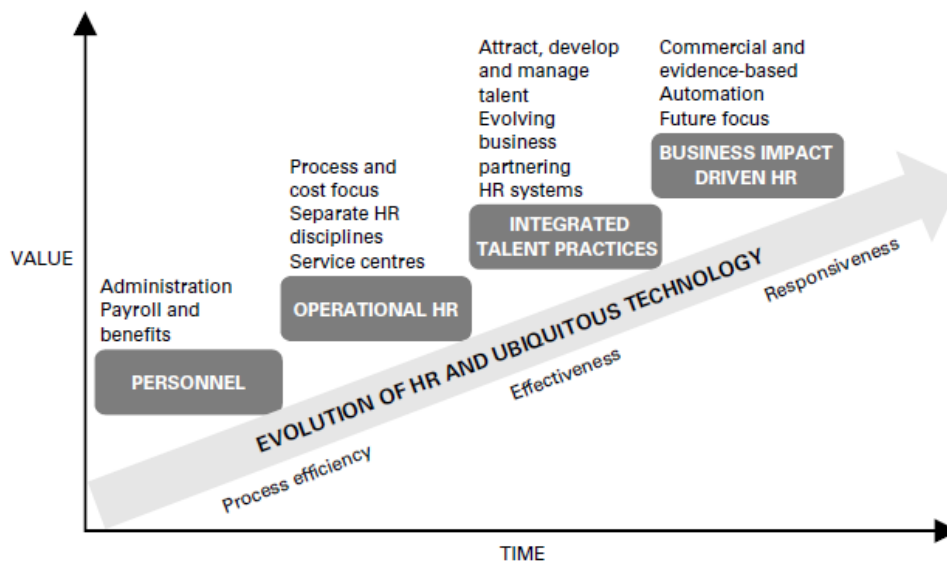 Attract, develop
and manage
talent
Evolving
business
partnering
HR systems
Commercial and
evidence-based
Automation
Future focus
BUSINESS IMPACT
DRIVEN HR
Process and
cost focus
Separate HR
disciplines
Service centres
INTEGRATED
TALENT PRACTICES
VALUE
Administration
Payroll and
benefits
OPERATIONAL HR
PERSONNEL
EVOLUTION OF HR AND UBIQUITOUS TECHNOLOGY
Process efficiency
Effectiveness
Responsiveness
TIME